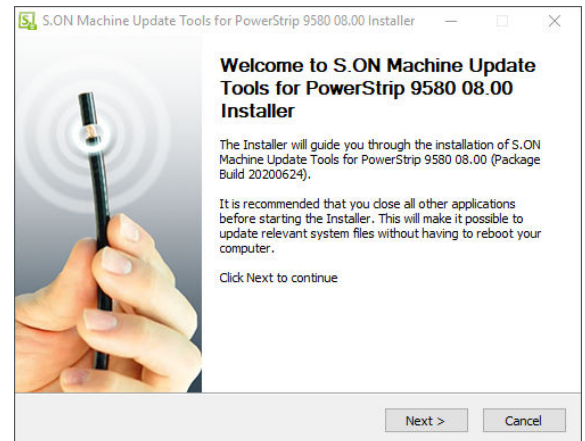 S.ON Machine Update Tools for PowerStrip 9580 08.00 Installer
Welcome to S.ON Machine Update
Tools for PowerStrip 9580 08.00
Installer
The Installer will guide you through the installation of S.ON
Machine Update Tools for PowerStrip 9580 08.00 (Package
Build 20200624).
It is recommended that you close all other applications
before starting the Installer. This will make it possible to
update relevant system files without having to reboot your
computer.
Click Next to continue
Next >
Cancel